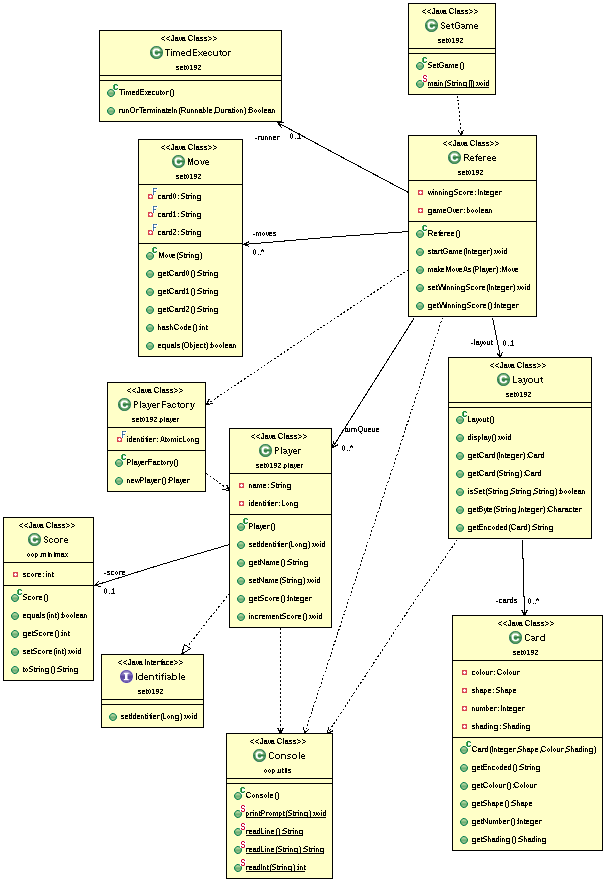 <<Java Class>>
SetGame
set0192
SetGame()
main(String[]):void
<<Java Class>>
TimedExecutor
set0192
TimedExecutor()
runOrTerminateIn(Runnable,Duration):Boolean
-runner
0..1
<<Java Class>>
Referee
set0192
winningScore:Integer
gameOver:boolean
Referee()
startGame(Integer):void
makeMoveAs(Player):Move
setWinningScore(Integer):void
getWinningScore():Integer
<<Java Class>>
Move
set0192
card0:String
card1:String
card2:String
Move(String)
getCard0():String
getCard1():String
getCard2():String
hashCode():int
equals(Object):boolean
-moves
0..*
-layout
0..1
<<Java Class>>
Layout
set0192
Layout()
display():void
getCard(Integer):Card
getCard(String):Card
isSet(String,String,String):boolean
getByte(String,Integer):Character
getEncoded(Card):String
<<Java Class>>
PlayerFactory
set0192.player
identifier:AtomicLong
PlayerFactory()
newPlayer():Player
-turnQueue
0..*
<<Java Class>>
Player
set0192.player
name:String
identifier:Long
Player()
setIdentifier(Long):void
getName():String
setName(String):void
getScore():Integer
incrementScore():void
<<Java Class>>
Score
oop.minimax
score:int
Score()
equals(int):boolean
getScore():int
setScore(int):void
toString():String
-score
0..1
<<Java Interface>>
Identifiable
set0192
setIdentifier(Long):void
-cards
0..*
<<Java Class>>
Card
set0192
colour:Colour
shape:Shape
number:Integer
shading:Shading
Card(Integer,Shape,Colour,Shading)
getEncoded():String
getColour():Colour
getShape():Shape
getNumber():Integer
getShading():Shading
<<Java Class>>
Console
oop.utils
Console()
printPrompt(String):void
readLine():String
readLine(String):String
readInt(String):int